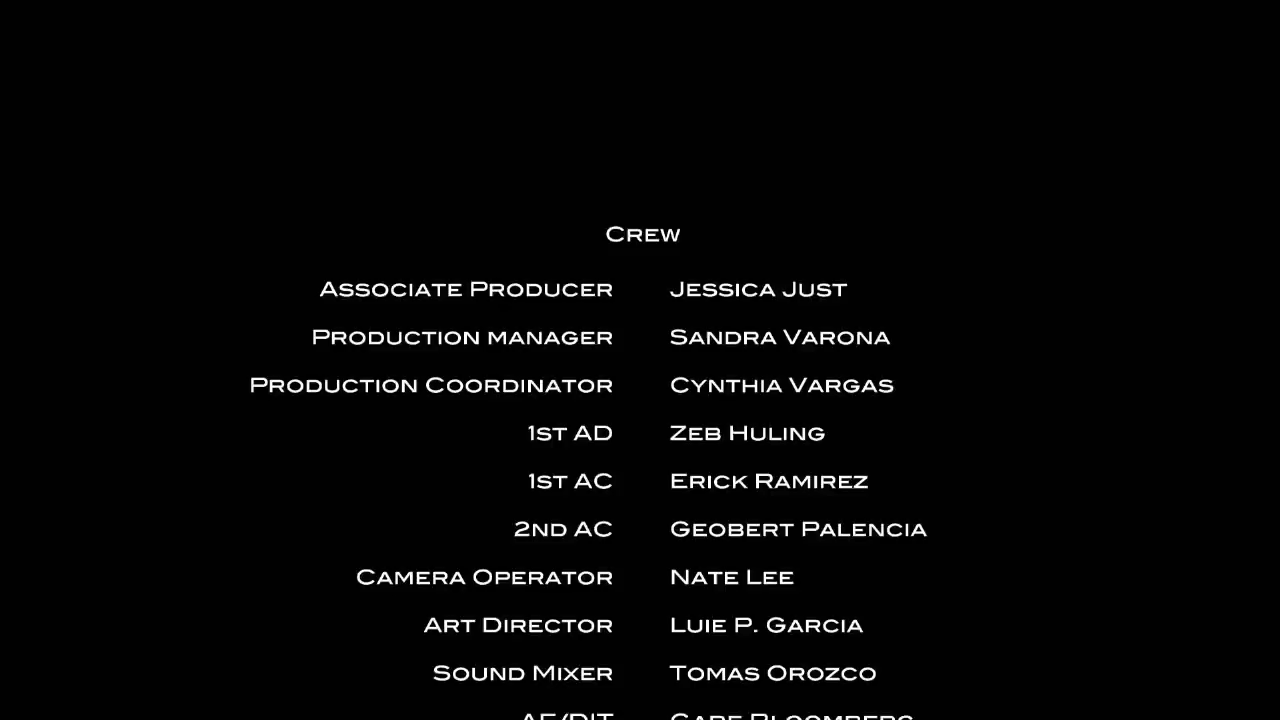 Crew
Associate Producer Jessica Just
Production manager Sandra Varona
Production Coordinator Cynthia Vargas
1st AD Zeb Huling
1st AC Erick Ramirez
2nd AC Geobert Palencia
Camera Operator Nate Lee
Art Director Luie P. Garcia
Sound Mixer Tomas Orozco